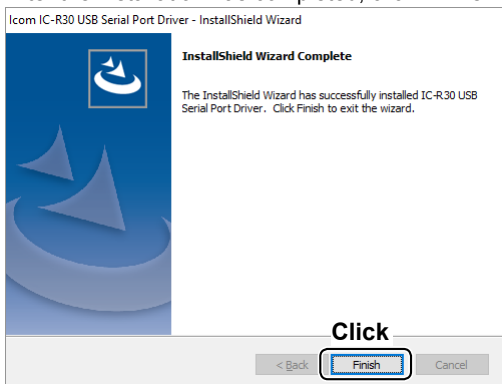 Icom IC-R30 USB Serial Port Driver - InstallShield Wizard
InstallShield Wizard Complete
The InstallShield Wizard has successfully installed IC-R30 USB
Serial Port Driver. Click Finish to exit the wizard.
Click
< Back Finish Cancel